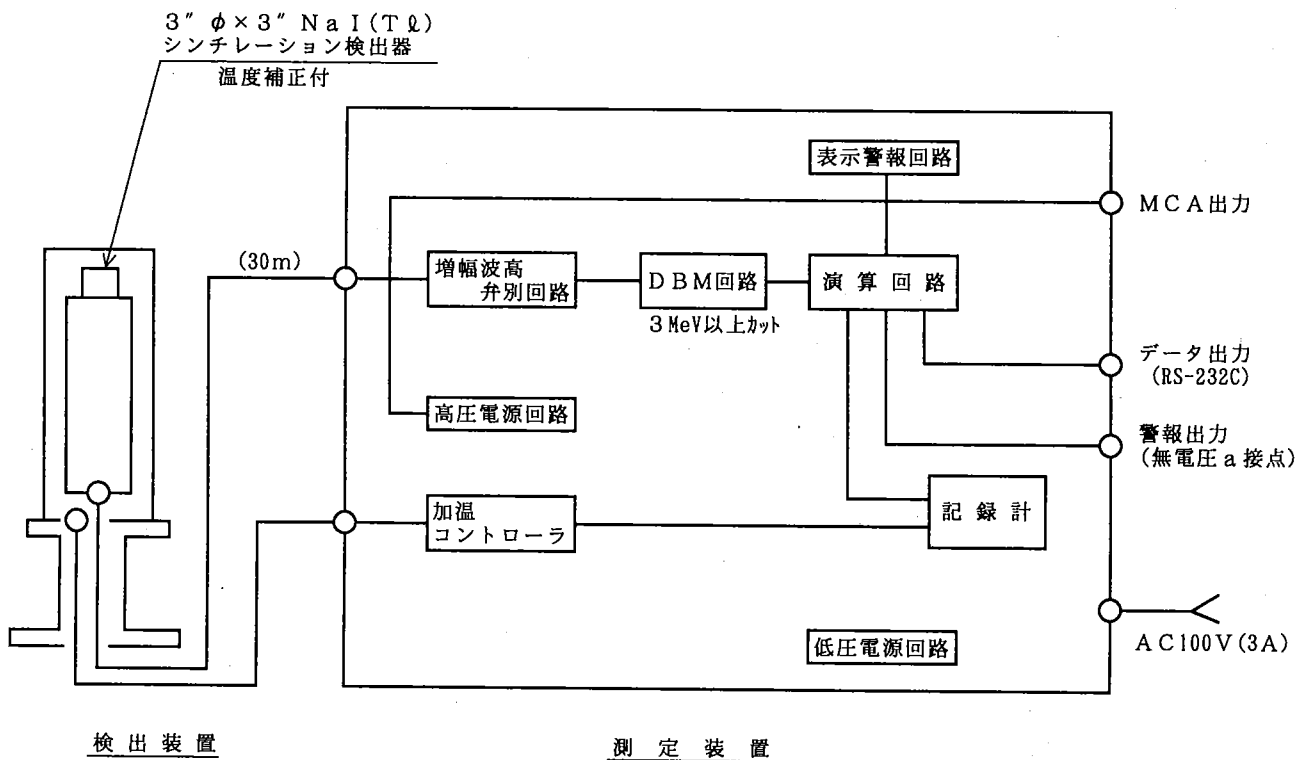 3″φ×3″NaI(Tℓ)
シンチレーション検出器
温度補正付
表示警報回路
MCA出力
(30m)
増幅波高
弁別回路
DBM回路
演算回路
3MeV以上カット
データ出力
(RS-232C)
高圧電源回路
警報出力
(無電圧a接点)
加温
コントローラ
記録計
低圧電源回路
AC100V(3A)
検出装置
測定装置